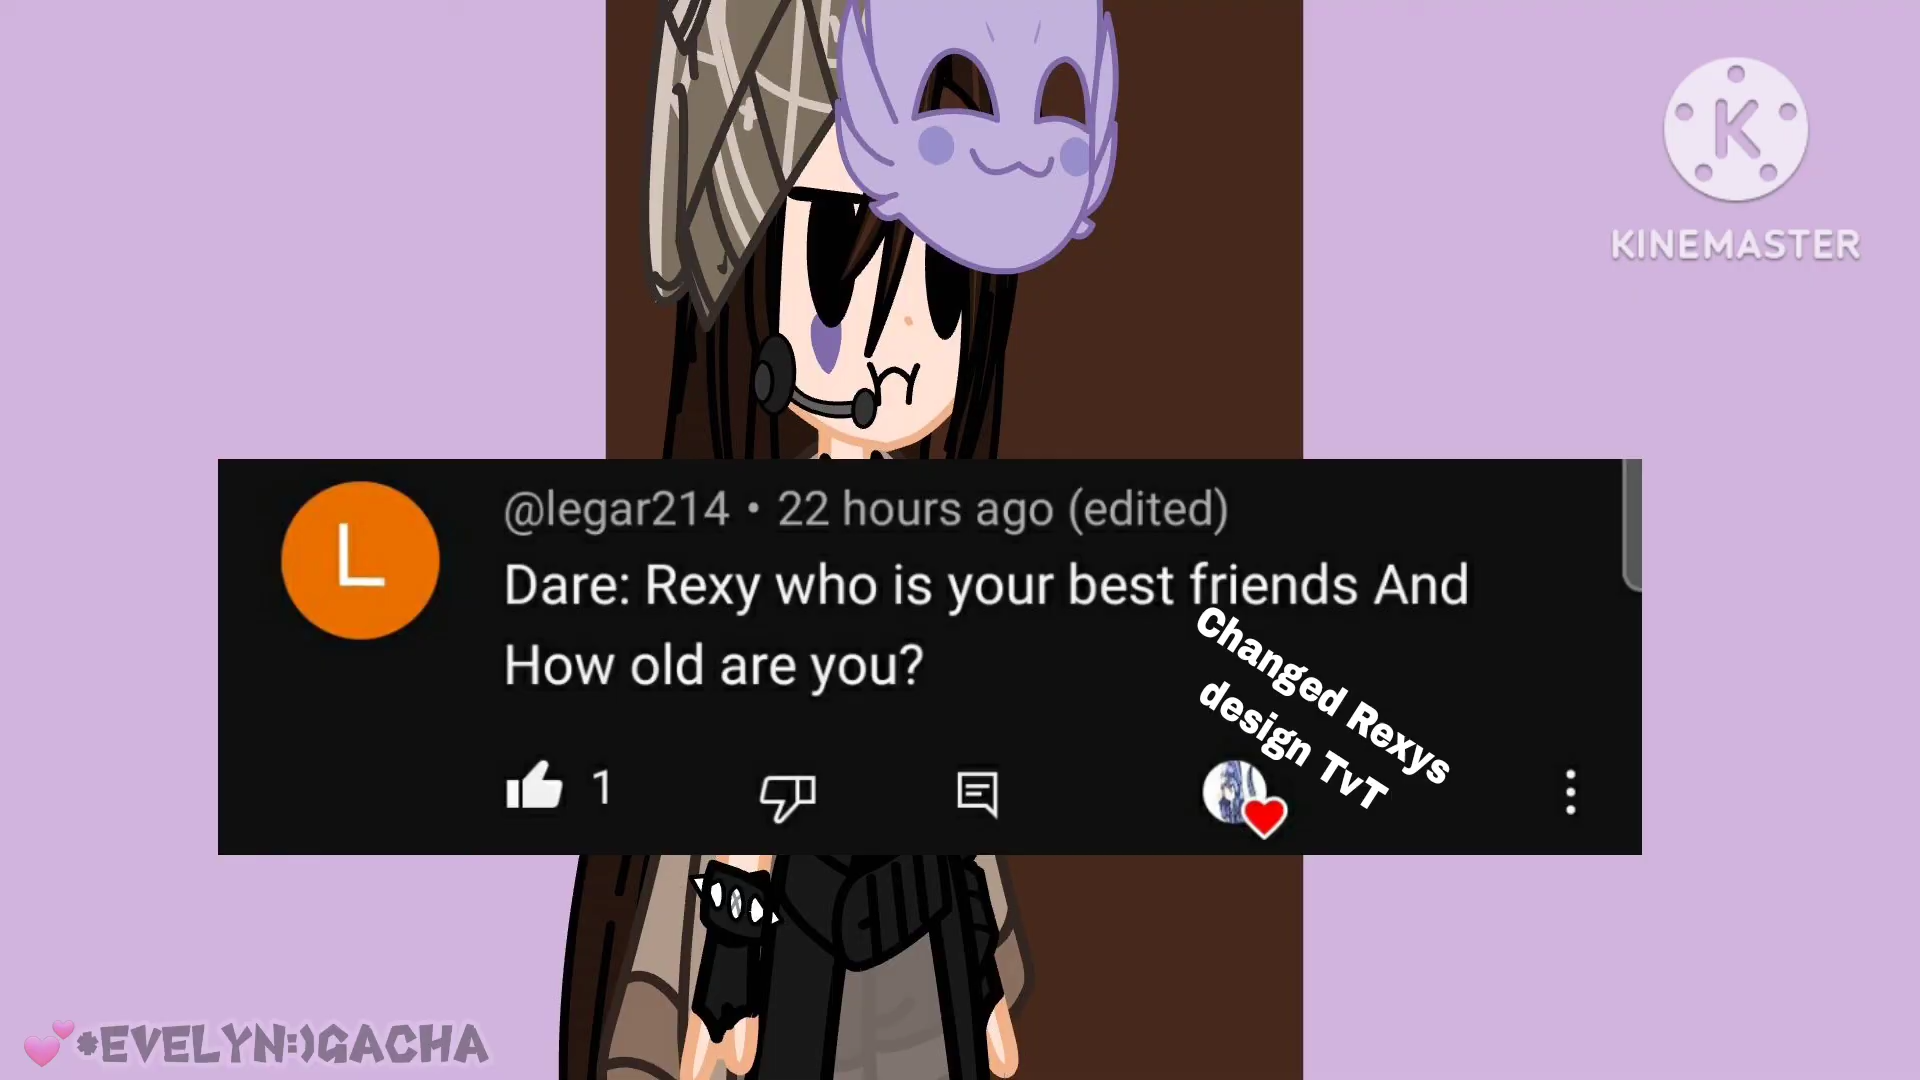 K
KINEMASTER
L
@legar214 • 22 hours ago (edited)
Dare: Rexy who is your best friends And
How old are you?
Changed Rexys
design TvT
1
💕*EVELYN:)GACHA